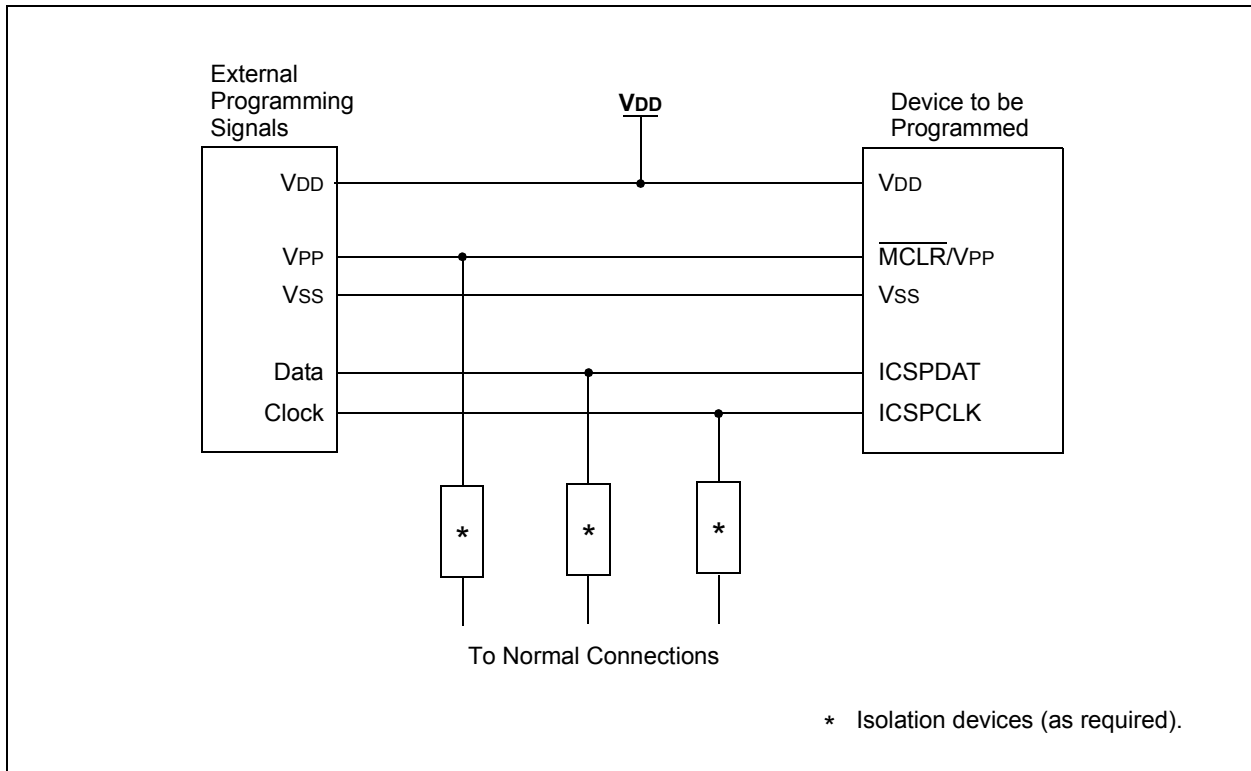 External
Programming
Signals
VDD
Device to be
Programmed
VDD
VDD
VPP
MCLR/VPP
VSS
VSS
Data
ICSPDAT
Clock
ICSPCLK
*
*
*
To Normal Connections
* Isolation devices (as required).